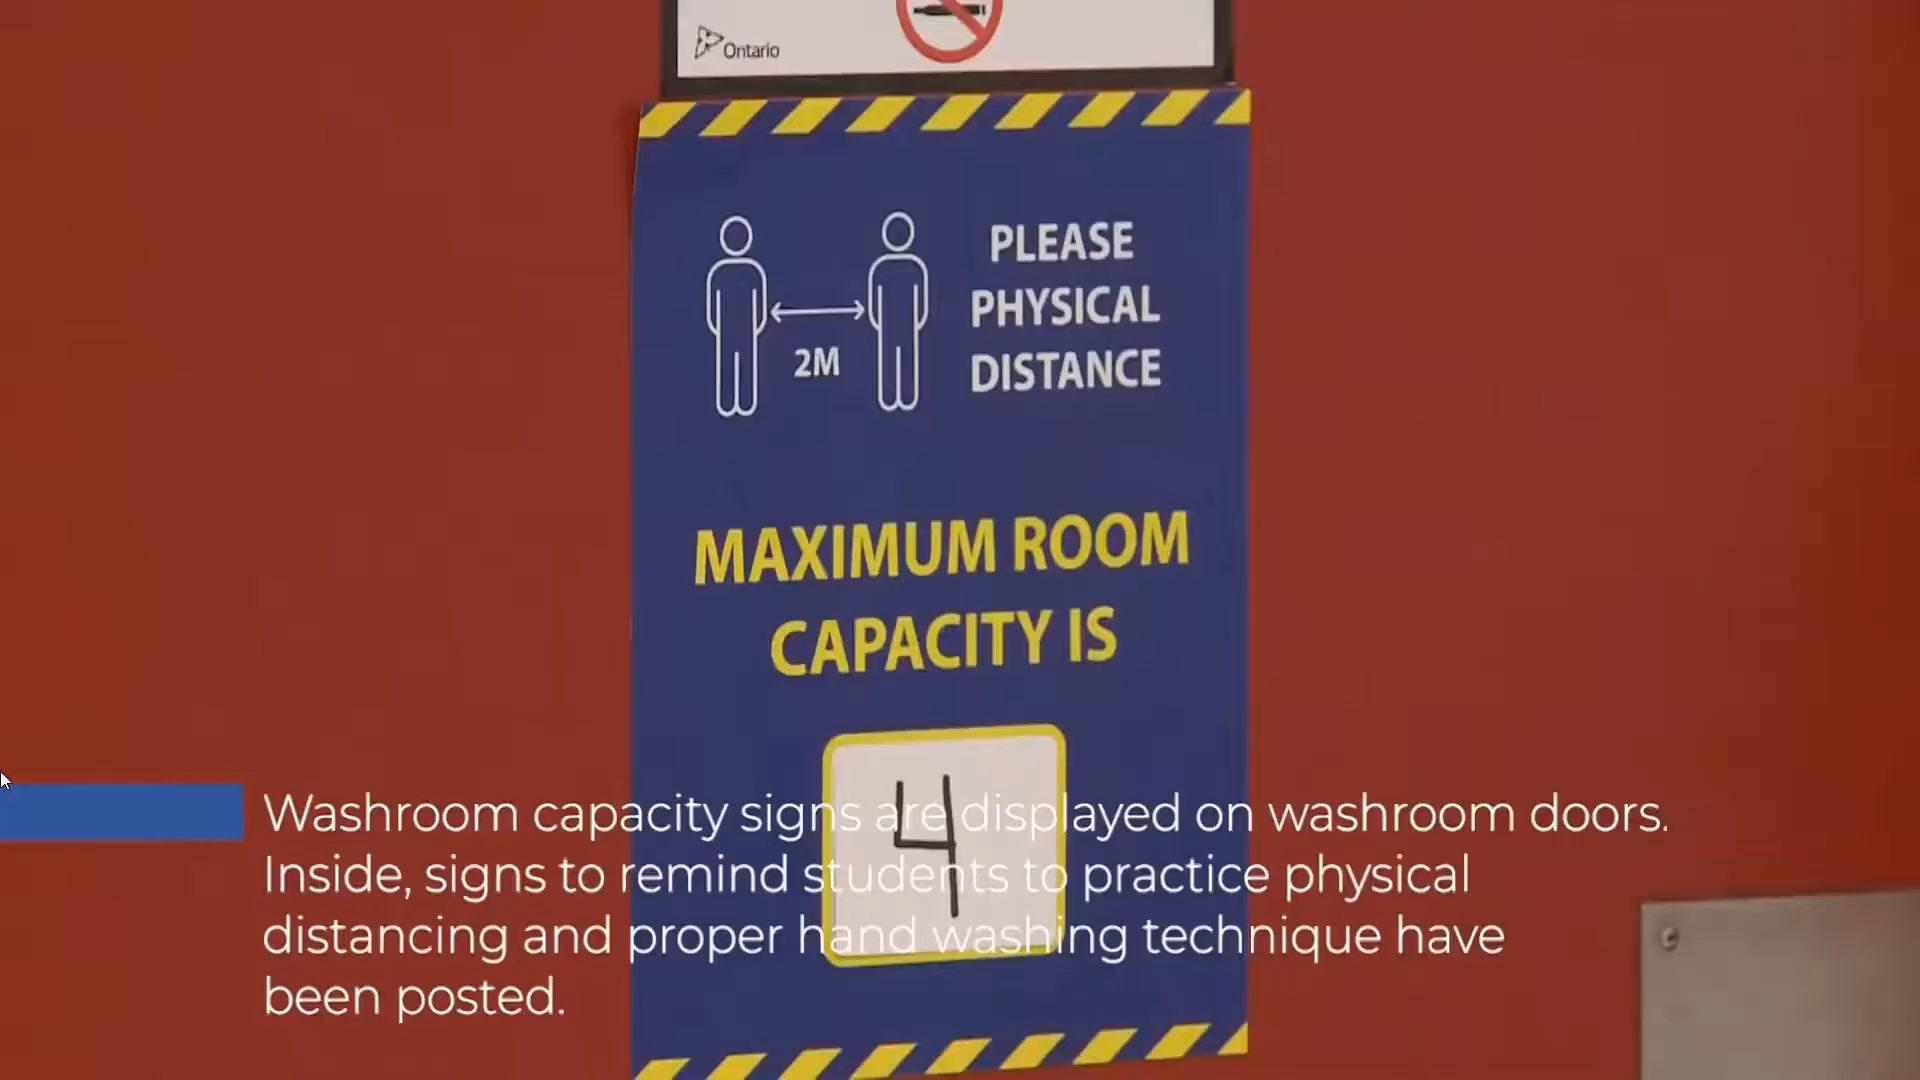 Ontario
PLEASE
PHYSICAL
DISTANCE
2M
MAXIMUM ROOM
CAPACITY IS
4
Washroom capacity signs are displayed on washroom doors.
Inside, signs to remind students to practice physical
distancing and proper hand washing technique have
been posted.